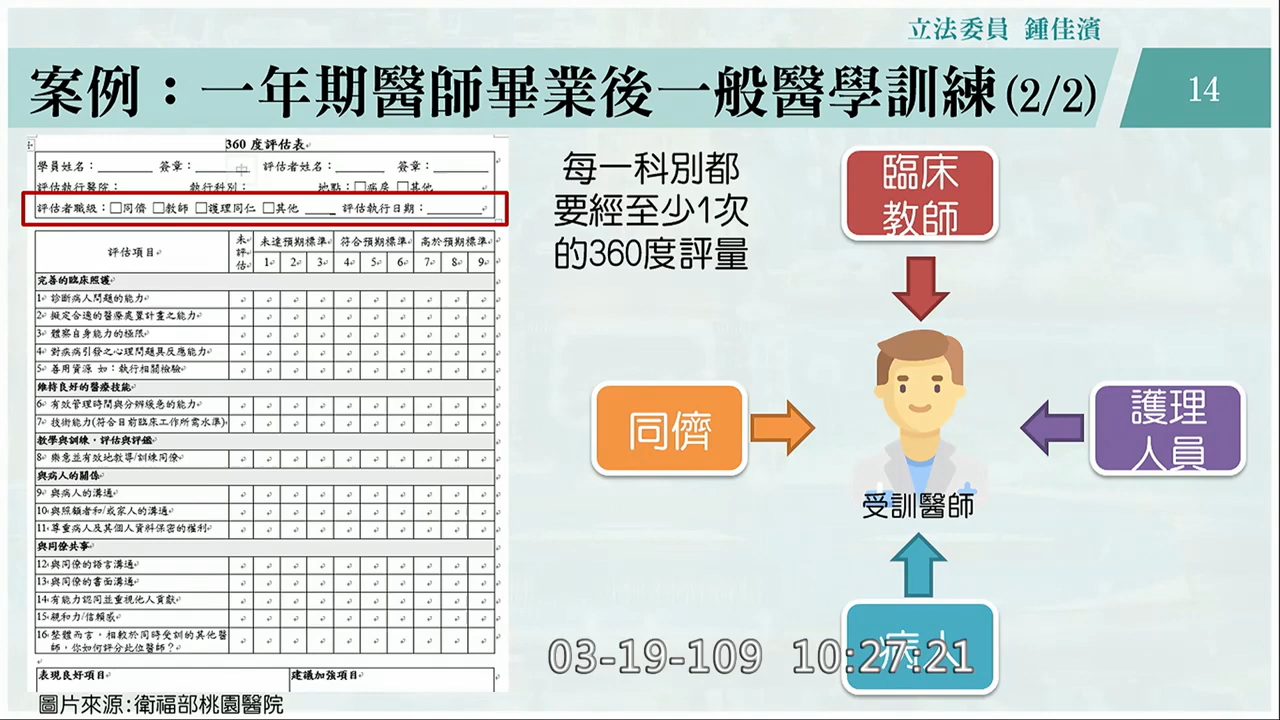 立法委員 鍾佳濱
案例：一年期醫師畢業後一般醫學訓練(2/2)
14
360 度評估表
學員姓名： 簽章： 評估者姓名： 簽章：
評估執行醫院： 執行科別： 地點：□病房 □其他
評估者職級：□同儕 □教師 □護理同仁 □其他 評估執行日期：
評估項目 未評估 未達預期標準 符合預期標準 高於預期標準
1 2 3 4 5 6 7 8 9
完善的臨床照護
1 診斷病人問題的能力
2 擬定合適的醫療處置計畫之能力
3 體察自身能力的極限
4 對疾病引發之心理問題具反應能力
5 善用資源 如：執行相關檢驗
維持良好的醫療技能
6 有效管理時間與分辨緩急的能力
7 技術能力(符合目前臨床工作所需水準)
教學與訓練，評估與評鑑
8 樂意並有效地教導/訓練同僚
與病人的關係
9 與病人的溝通
10 與照顧者和/或家人的溝通
11 尊重病人及其個人資料保密的權利
與同僚共事
12 與同僚的語言溝通
13 與同僚的書面溝通
14 有能力認同並重視他人貢獻
15 親和力/信賴感
16 整體而言，相較於同時受訓的其他醫
師，你如何評分此位醫師？
表現良好項目 建議加強項目
圖片來源:衛福部桃園醫院
每一科別都
要經至少1次
的360度評量
臨床
教師
同儕
護理
人員
受訓醫師
病人
03-19-109 10:27:21